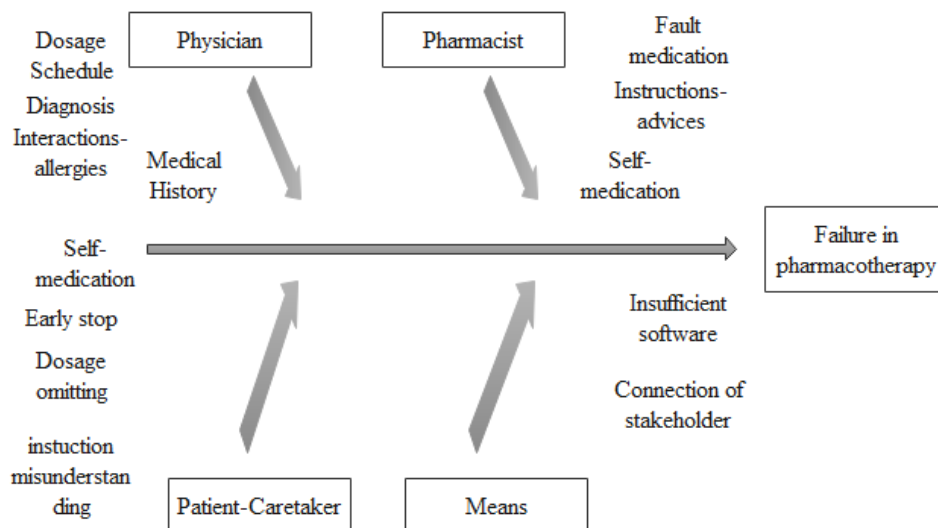 Dosage
Schedule
Physician
Pharmacist
Fault
medication
Diagnosis
Interactions-
allergies
Instructions-
advices
Medical
History
Self-
medication
Self-
medication
Failure in
pharmacotherapy
Early stop
Insufficient
software
Dosage
omitting
Connection of
stakeholder
instuction
misunderstan
ding
Patient-Caretaker
Means